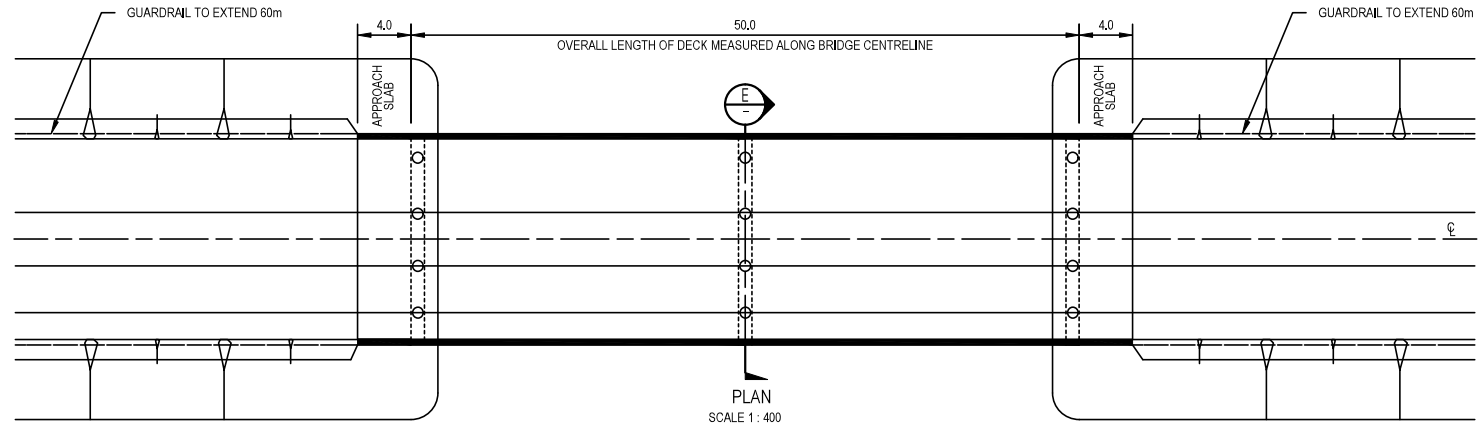 GUARDRAIL TO EXTEND 60m
4.0
50.0
4.0
GUARDRAIL TO EXTEND 60m
OVERALL LENGTH OF DECK MEASURED ALONG BRIDGE CENTRELINE
APPROACH
SLAB
E
-
APPROACH
SLAB
℄
PLAN
SCALE 1 : 400